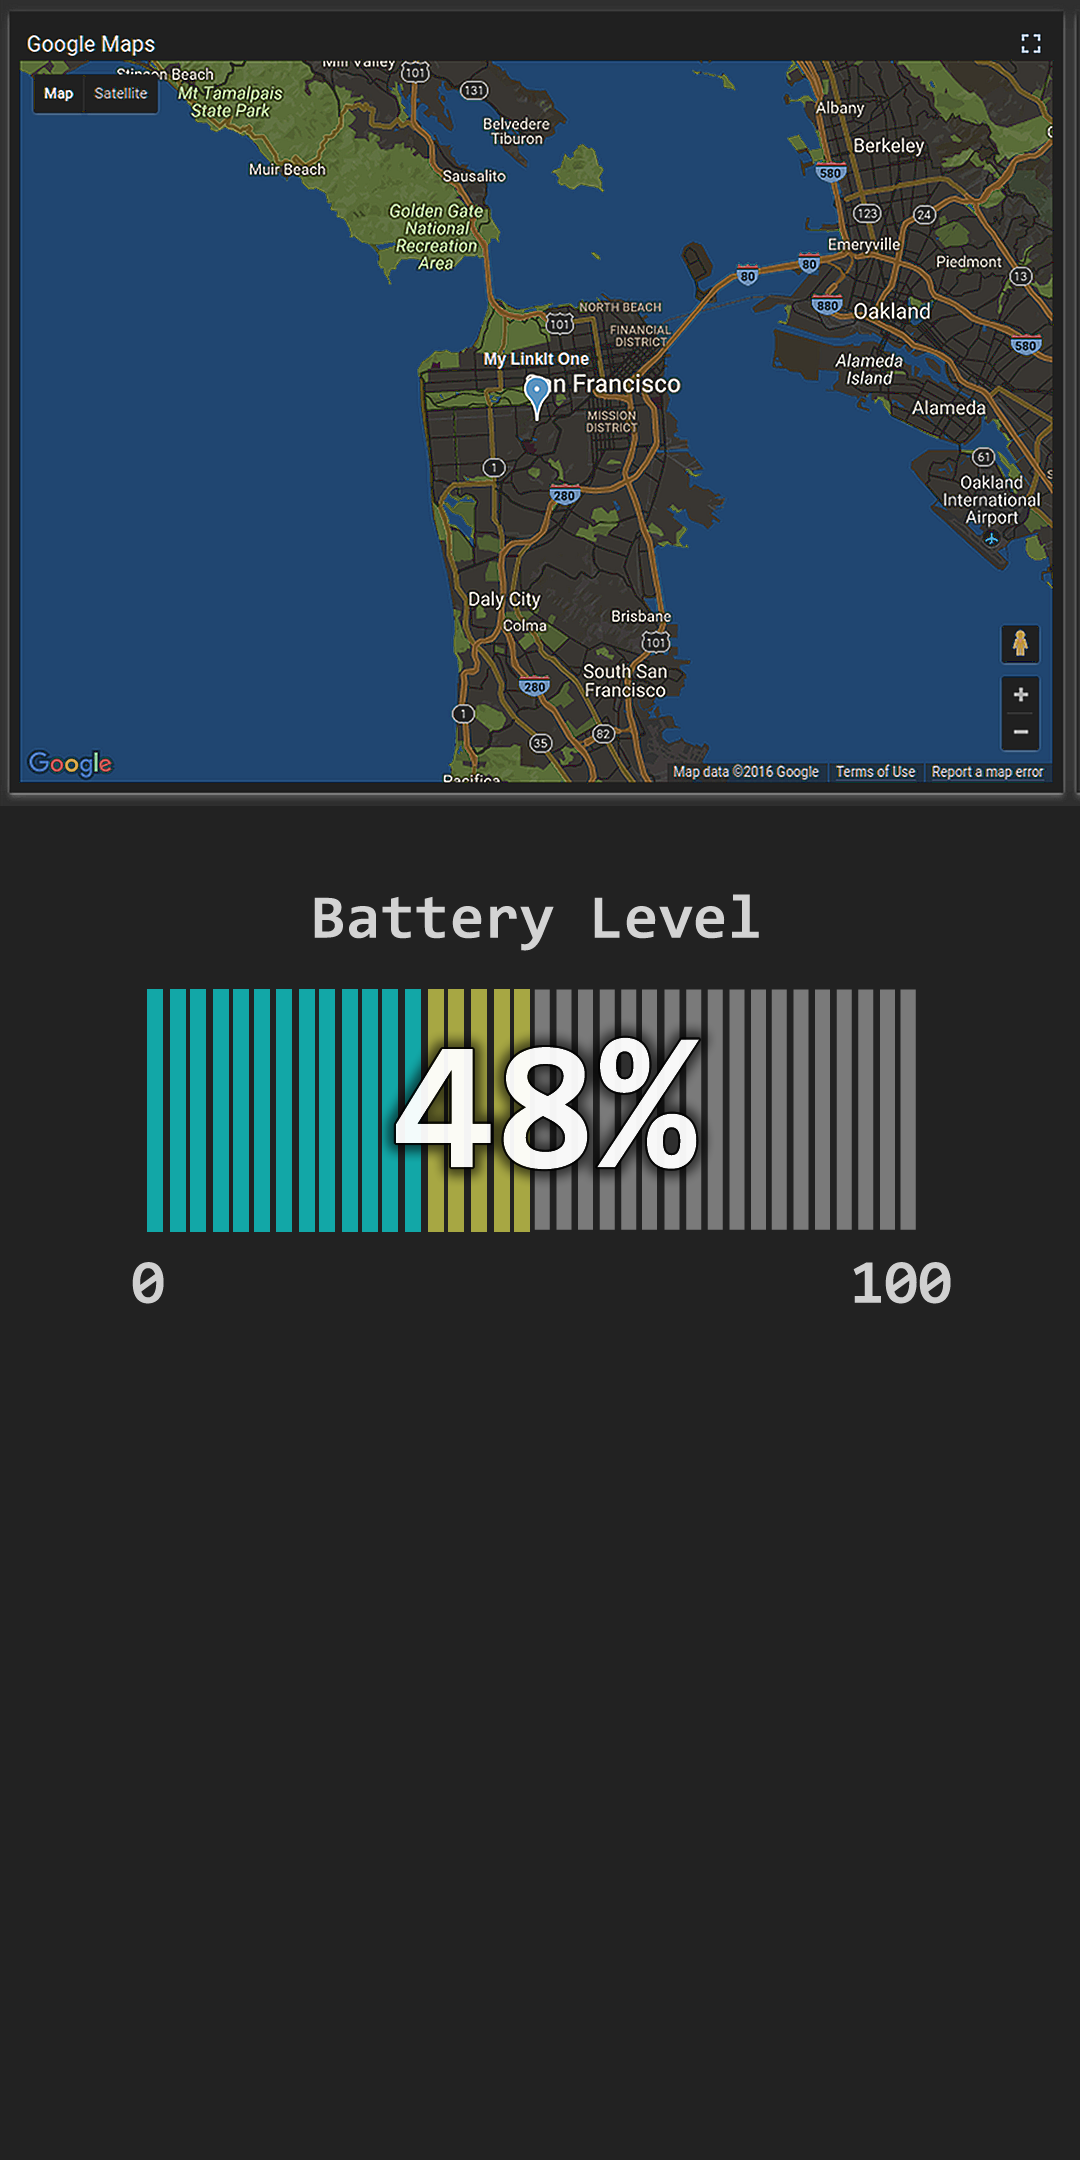 Google Maps
Stinson Beach
Mill Valley
101
131
Map
Satellite
Mt Tamalpais
State Park
Belvedere
Tiburon
Albany
Berkeley
Muir Beach
Sausalito
580
Golden Gate
National
Recreation
Area
123
24
Emeryville
Piedmont
80
80
13
880
Oakland
NORTH BEACH
101
FINANCIAL
DISTRICT
580
My LinkIt One
San Francisco
Alameda
Island
Alameda
MISSION
DISTRICT
1
61
280
Oakland
International
Airport
Daly City
Colma
Brisbane
101
South San
Francisco
280
1
35
82
+
−
Google
Pacifica
Map data ©2016 Google
Terms of Use
Report a map error
Battery Level
48%
0
100